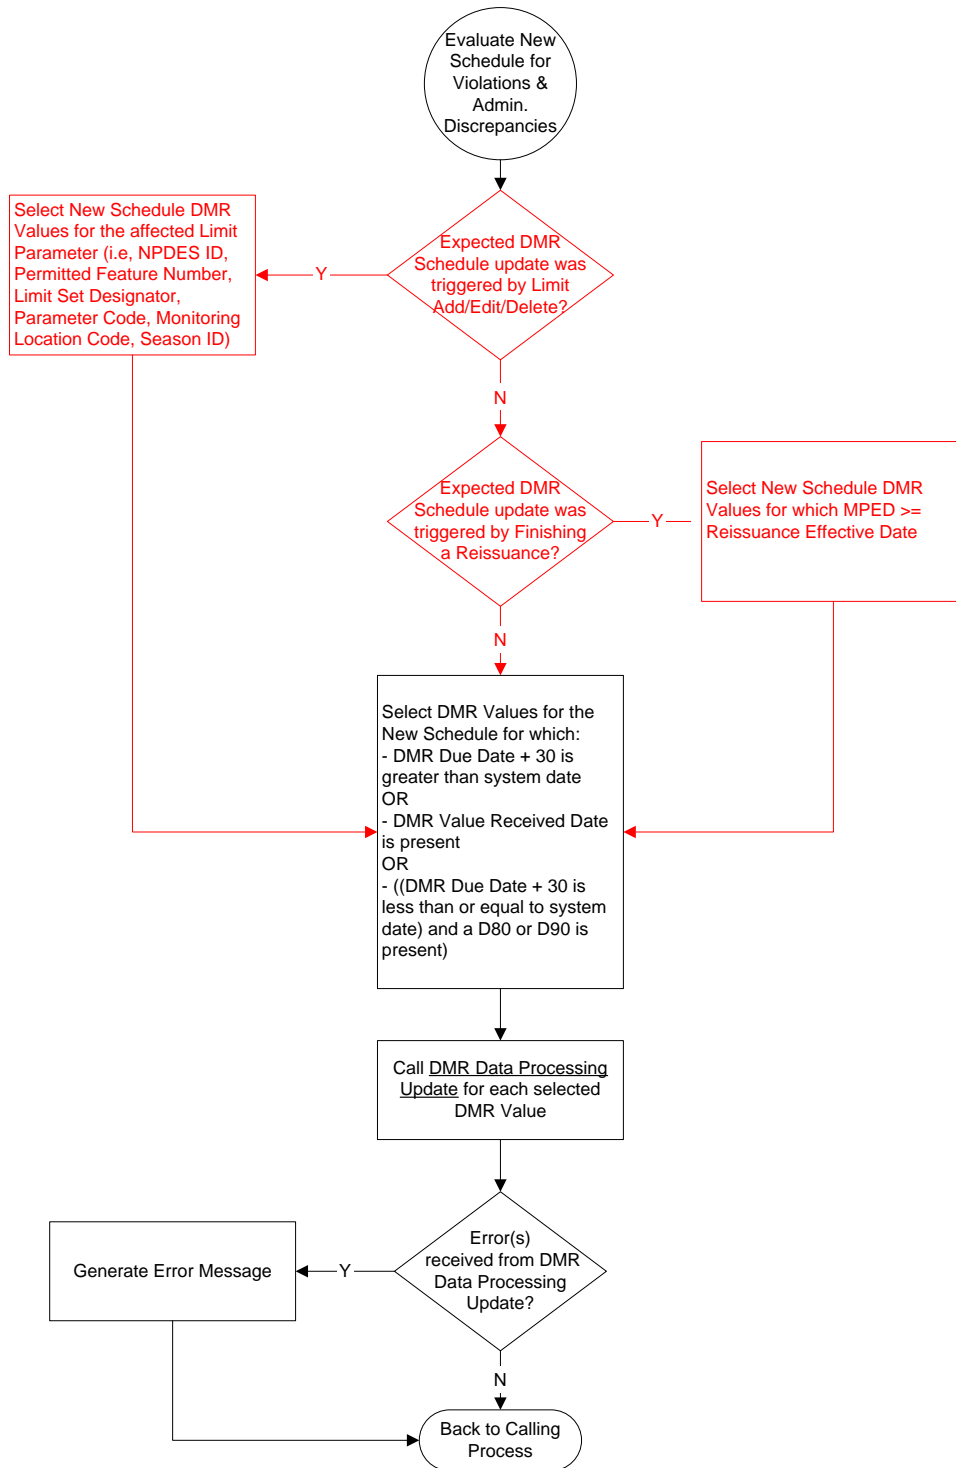 Evaluate New
Schedule for
Violations &
Admin.
Discrepancies
Select New Schedule DMR
Values for the affected Limit
Parameter (i.e, NPDES ID,
Permitted Feature Number,
Limit Set Designator,
Parameter Code, Monitoring
Location Code, Season ID)
Y
Expected DMR
Schedule update was
triggered by Limit
Add/Edit/Delete?
N
Expected DMR
Schedule update was
triggered by Finishing
a Reissuance?
Y
Select New Schedule DMR
Values for which MPED >=
Reissuance Effective Date
N
Select DMR Values for the
New Schedule for which:
- DMR Due Date + 30 is
greater than system date
OR
- DMR Value Received Date
is present
OR
- ((DMR Due Date + 30 is
less than or equal to system
date) and a D80 or D90 is
present)
Call DMR Data Processing
Update for each selected
DMR Value
Error(s)
received from DMR
Data Processing
Update?
Y
Generate Error Message
N
Back to Calling
Process